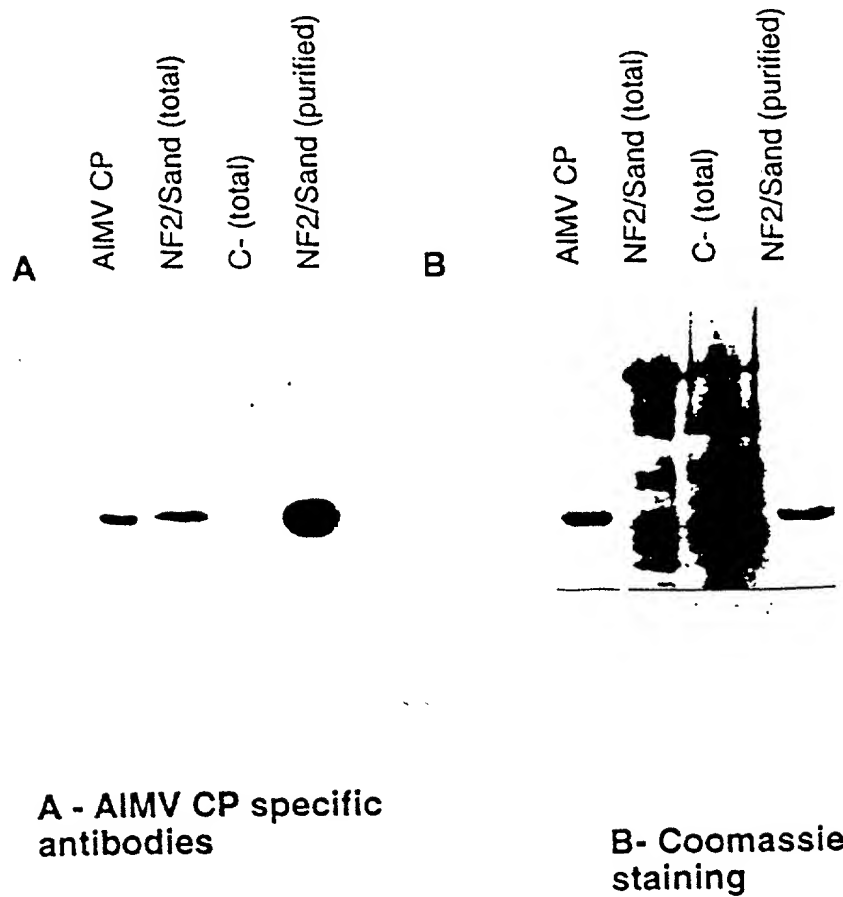 A
AIMV CP
NF2/Sand (total)
C- (total)
NF2/Sand (purified)
B
AIMV CP
NF2/Sand (total)
C- (total)
NF2/Sand (purified)
A - AIMV CP specific
antibodies
B- Coomassie
staining